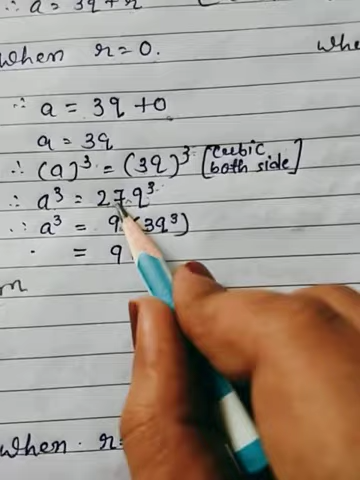 ∴ a = 3q + r
when r = 0. whe
∴ a = 3q + 0
a = 3q
∴ (a)³ = (3q)³ [Cubic both side]
∴ a³ = 27q³
∴ a³ = 9(3q³)
= 9
when r=